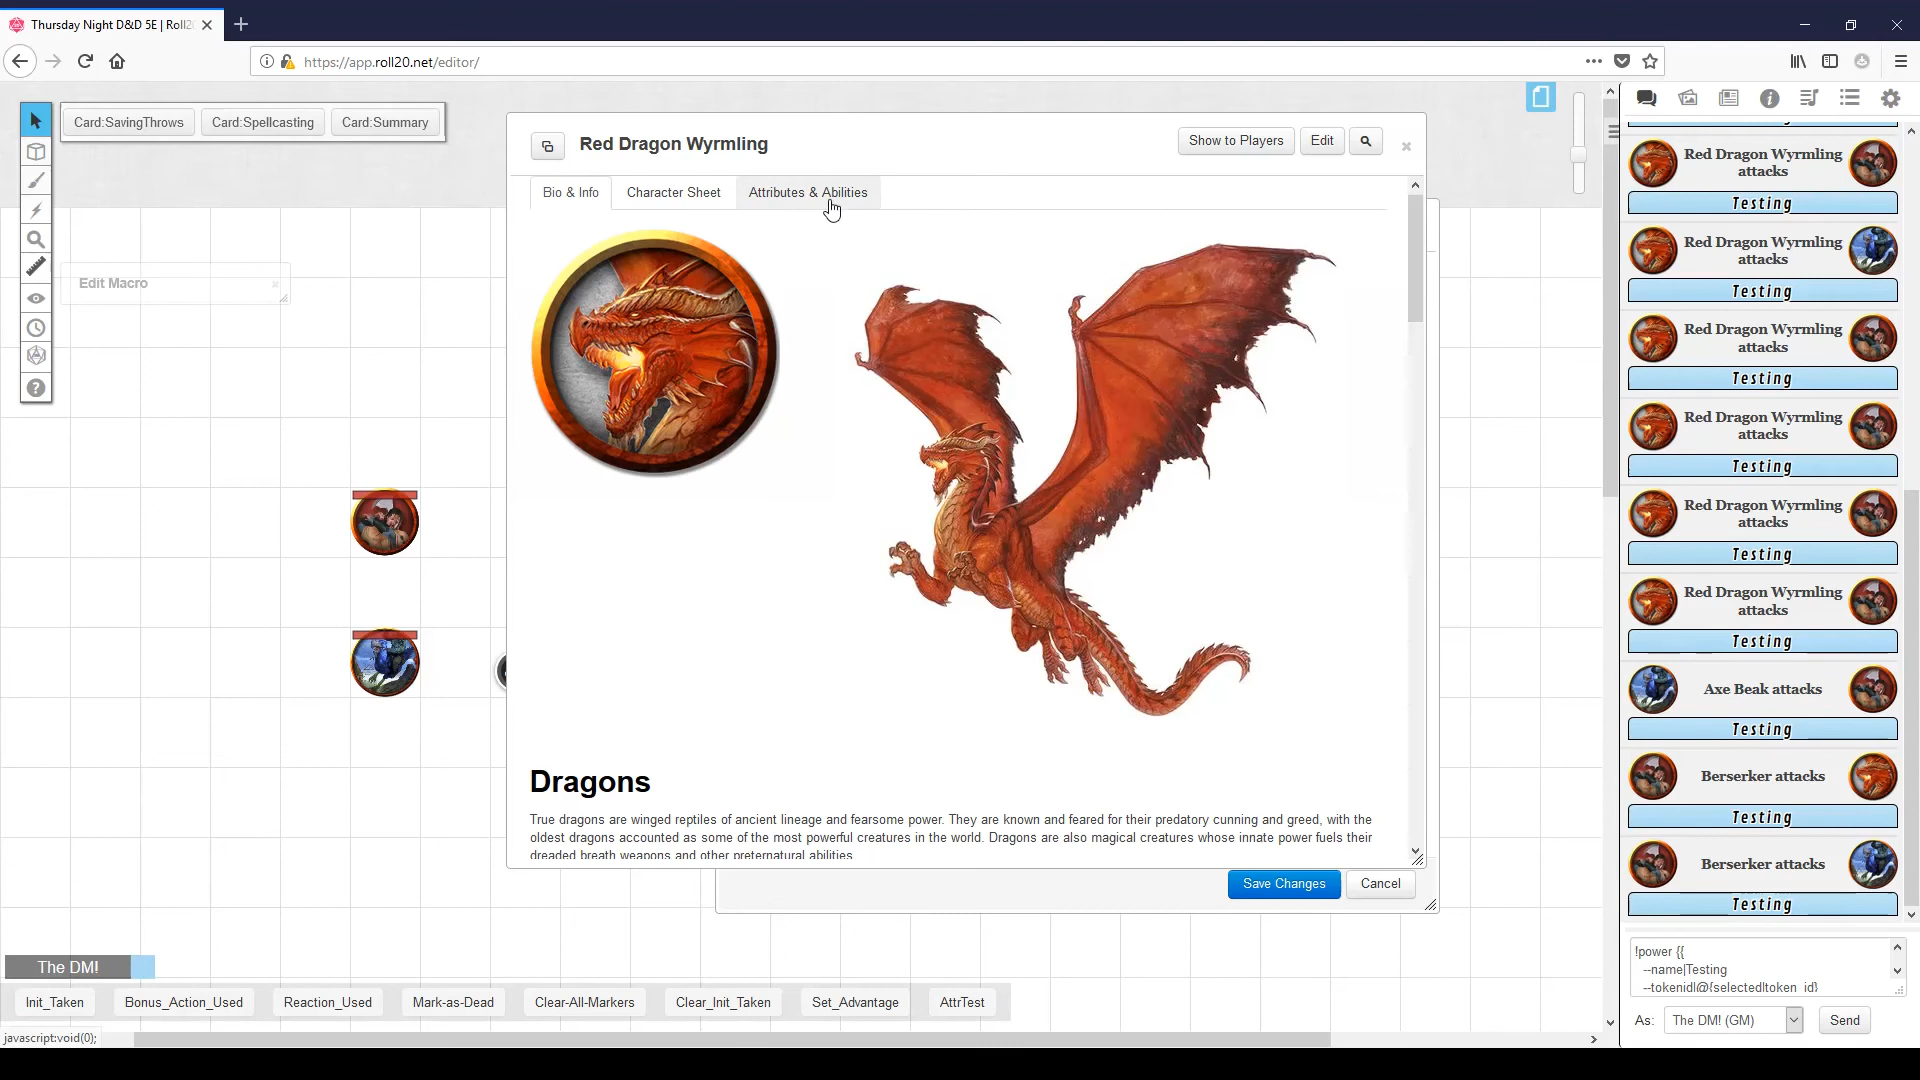 Thursday Night D&D 5E | Roll2
https://app.roll20.net/editor/
Card:SavingThrows
Card:Spellcasting
Card:Summary
Edit Macro
Red Dragon Wyrmling
Show to Players
Edit
Bio & Info
Character Sheet
Attributes & Abilities
Dragons
True dragons are winged reptiles of ancient lineage and fearsome power. They are known and feared for their predatory cunning and greed, with the
oldest dragons accounted as some of the most powerful creatures in the world. Dragons are also magical creatures whose innate power fuels their
dreaded breath weapons and other preternatural abilities
Save Changes
Cancel
Red Dragon Wyrmling
attacks
Testing
Red Dragon Wyrmling
attacks
Testing
Red Dragon Wyrmling
attacks
Testing
Red Dragon Wyrmling
attacks
Testing
Red Dragon Wyrmling
attacks
Testing
Red Dragon Wyrmling
attacks
Testing
Axe Beak attacks
Testing
Berserker attacks
Testing
Berserker attacks
Testing
!power {{
--name|Testing
--tokenid|@{selected|token_id}
As:
The DM! (GM)
Send
The DM!
Init_Taken
Bonus_Action_Used
Reaction_Used
Mark-as-Dead
Clear-All-Markers
Clear_Init_Taken
Set_Advantage
AttrTest
javascript:void(0);